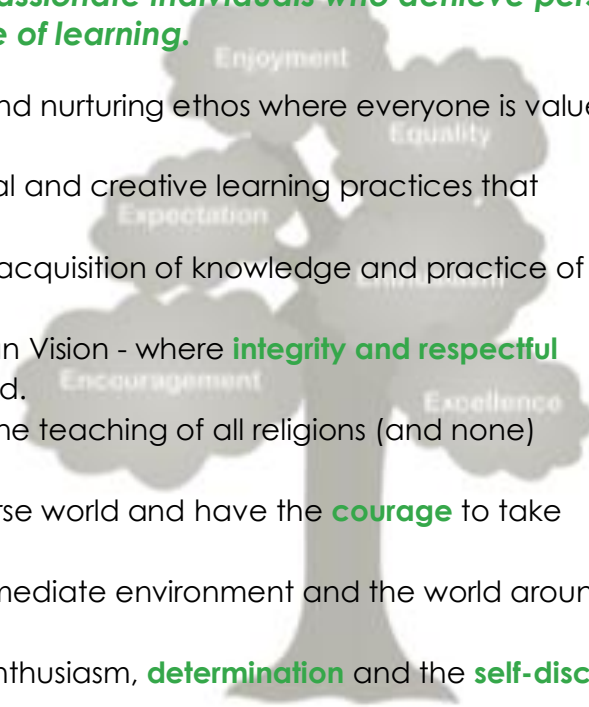 passionate individuals who achieve pers
e of learning.
Enjoyment
nd nurturing ethos where everyone is value
Equality
al and creative learning practices that
Expectation
acquisition of knowledge and practice of
n Vision - where integrity and respectful
d.
Encouragement
Excellence
he teaching of all religions (and none)
rse world and have the courage to take
mediate environment and the world aroun
nthusiasm, determination and the self-disc